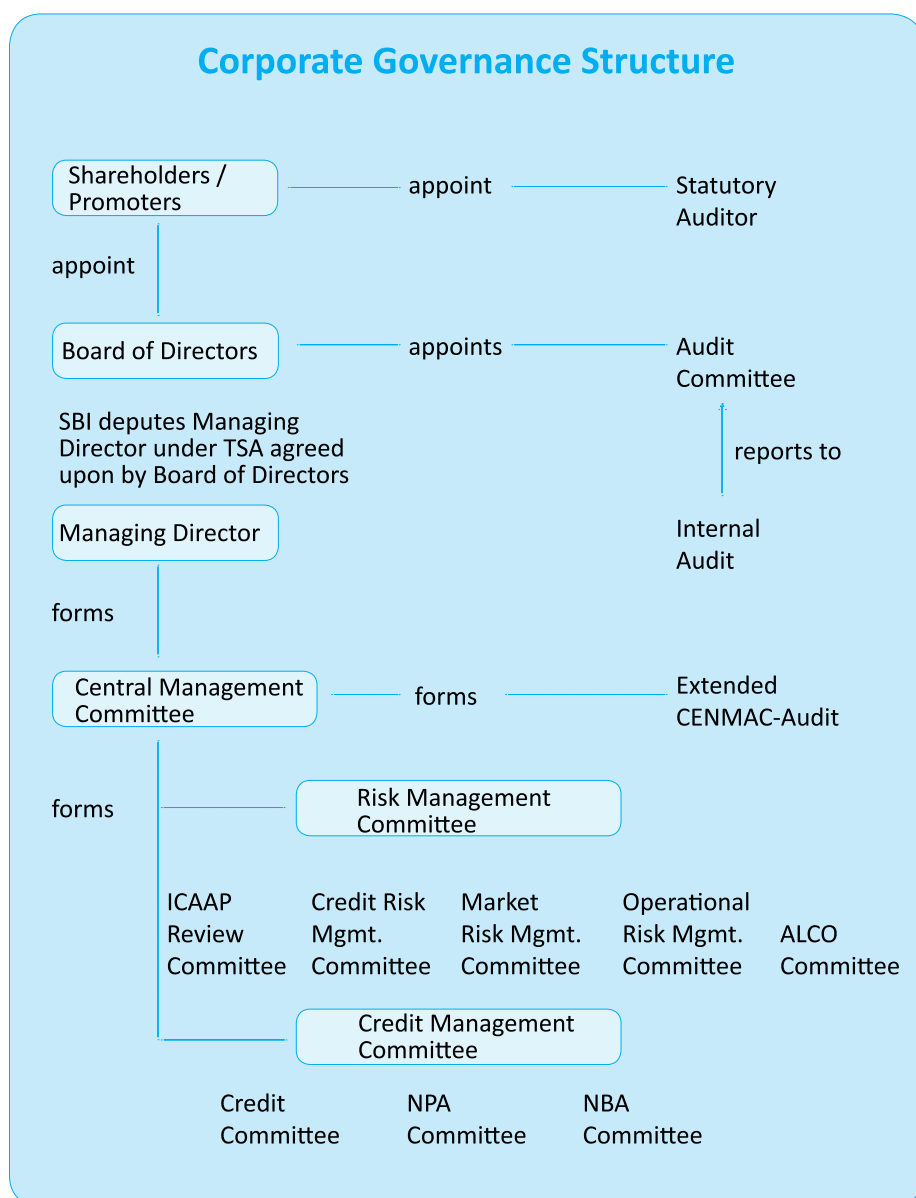 Corporate Governance Structure
Shareholders /
Promoters
appoint
Statutory
Auditor
appoint
Board of Directors
appoints
Audit
Committee
SBI deputes Managing
Director under TSA agreed
upon by Board of Directors
reports to
Managing Director
Internal
Audit
forms
Central Management
Committee
forms
Extended
CENMAC-Audit
forms
Risk Management
Committee
ICAAP
Review
Committee
Credit Risk
Mgmt.
Committee
Market
Risk Mgmt.
Committee
Operational
Risk Mgmt.
Committee
ALCO
Committee
Credit Management
Committee
Credit
Committee
NPA
Committee
NBA
Committee